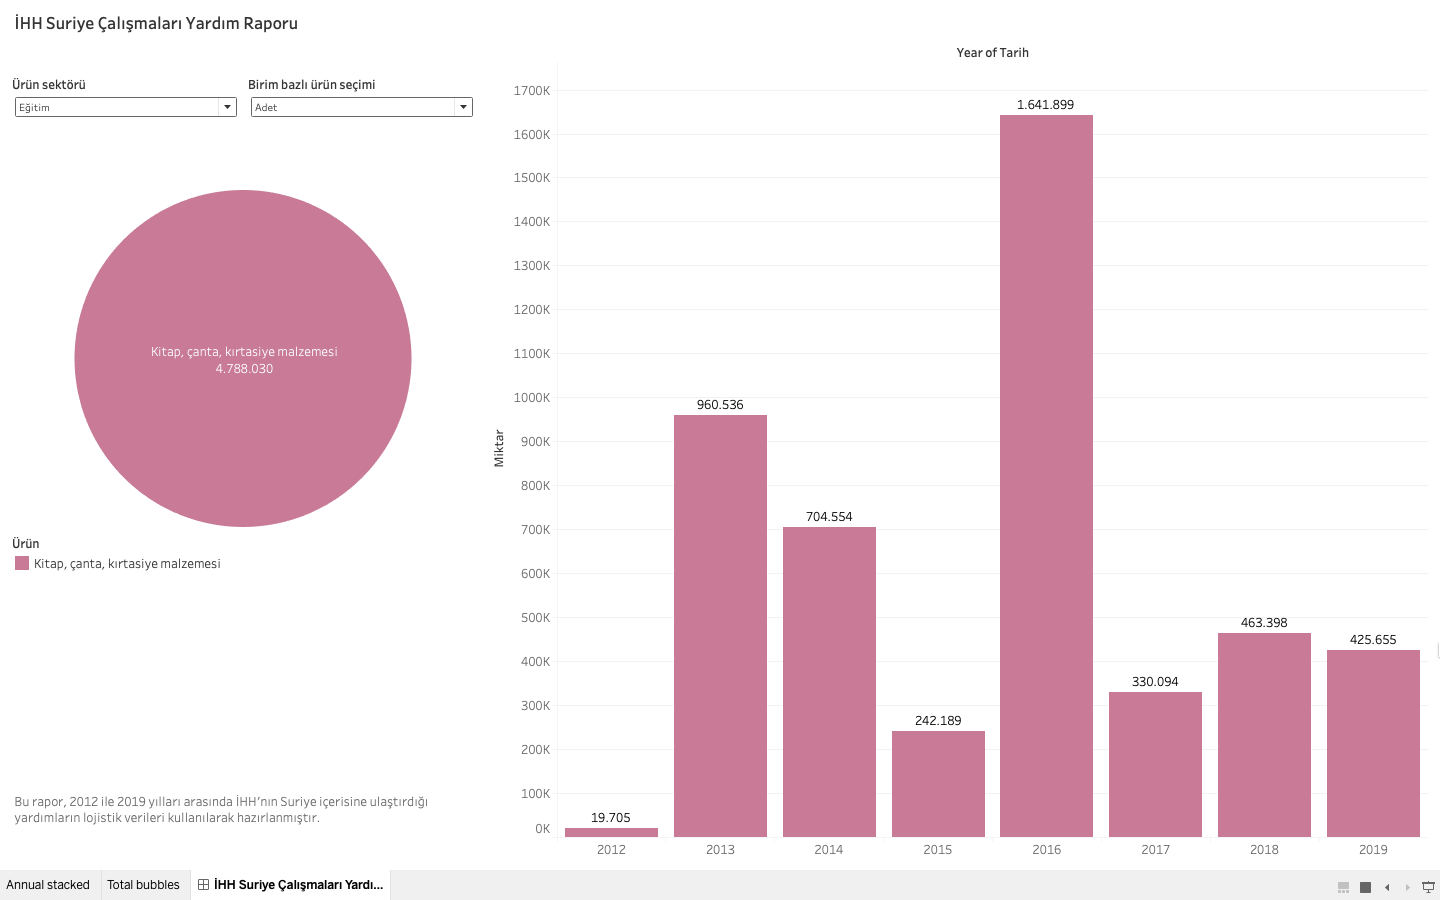 İHH Suriye Çalışmaları Yardım Raporu
Ürün sektörü
Birim bazlı ürün seçimi
Eğitim
Adet
Kitap, çanta, kırtasiye malzemesi
4.788.030
Ürün
Kitap, çanta, kırtasiye malzemesi
Bu rapor, 2012 ile 2019 yılları arasında İHH’nın Suriye içerisine ulaştırdığı
yardımların lojistik verileri kullanılarak hazırlanmıştır.
Year of Tarih
Miktar
1700K
1600K
1500K
1400K
1300K
1200K
1100K
1000K
900K
800K
700K
600K
500K
400K
300K
200K
100K
0K
19.705
960.536
704.554
242.189
1.641.899
330.094
463.398
425.655
2012
2013
2014
2015
2016
2017
2018
2019
Annual stacked
Total bubbles
İHH Suriye Çalışmaları Yardı...